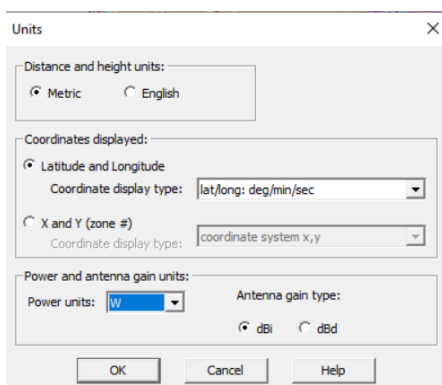 Units
Distance and height units:
Metric English
Coordinates displayed:
Latitude and Longitude
Coordinate display type: lat/long: deg/min/sec
X and Y (zone #)
Coordinate display type: coordinate system x,y
Power and antenna gain units:
Power units: W Antenna gain type:
dBi dBd
OK Cancel Help